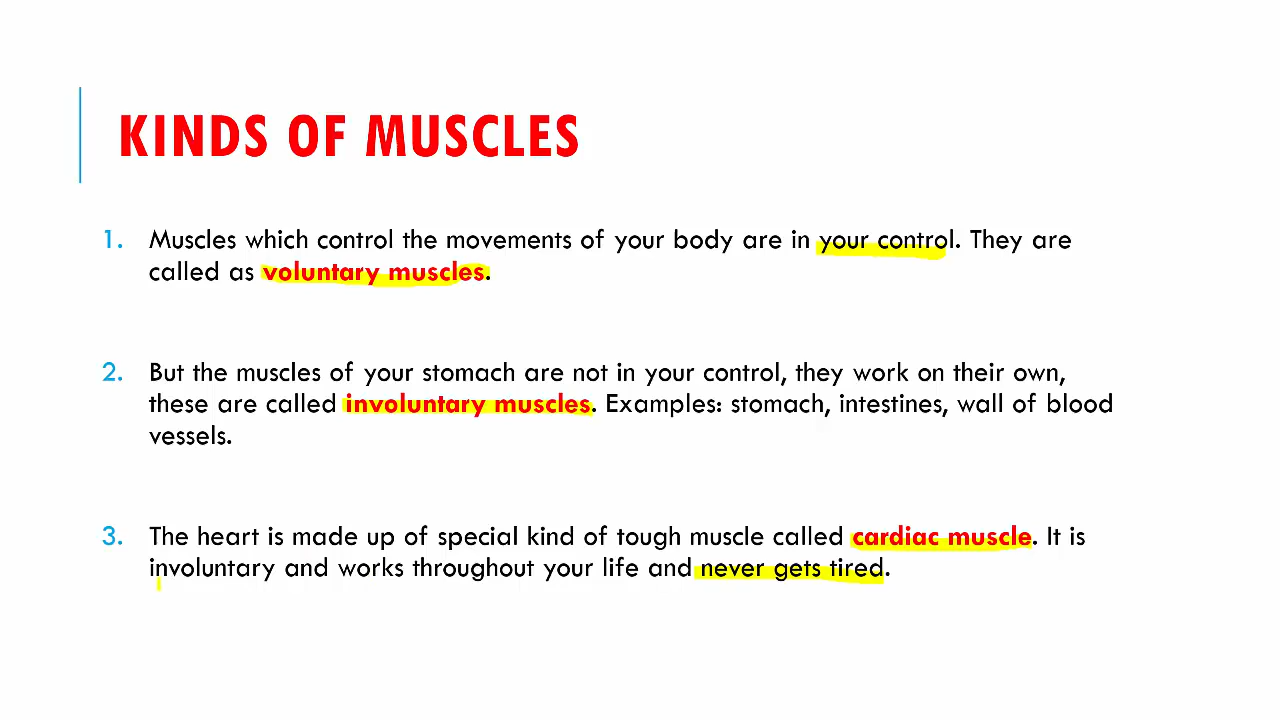 KINDS OF MUSCLES
1. Muscles which control the movements of your body are in your control. They are
called as voluntary muscles.
2. But the muscles of your stomach are not in your control, they work on their own,
these are called involuntary muscles. Examples: stomach, intestines, wall of blood
vessels.
3. The heart is made up of special kind of tough muscle called cardiac muscle. It is
involuntary and works throughout your life and never gets tired.